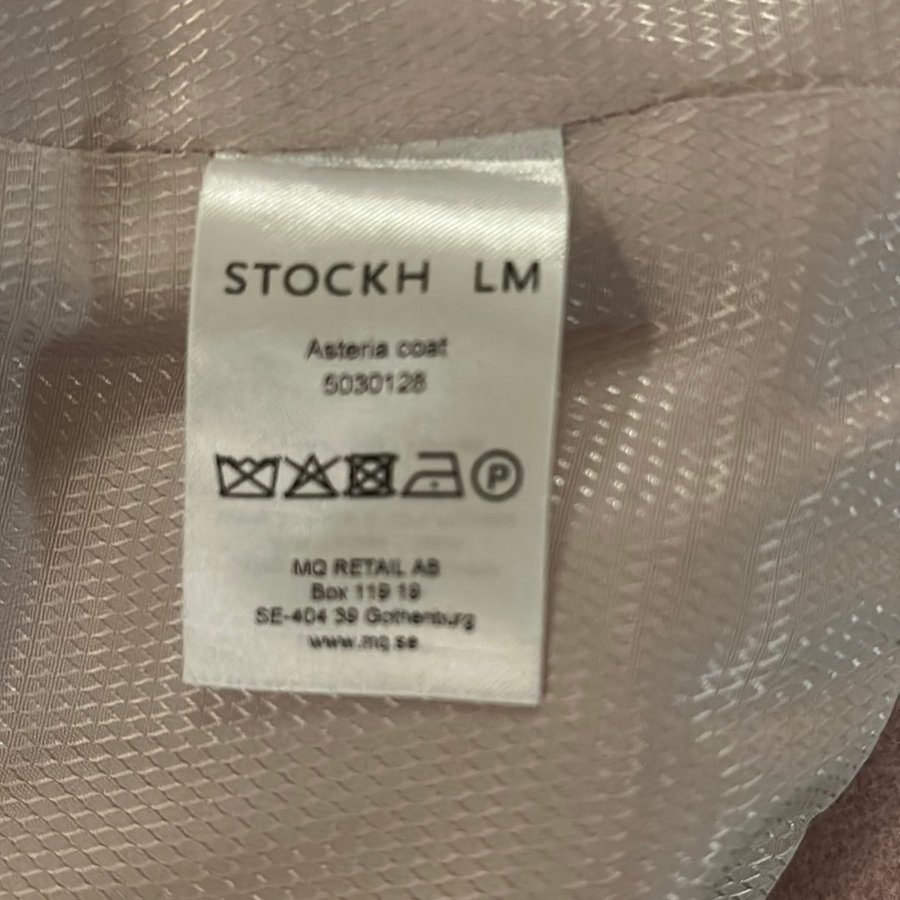 STOCKH LM
Asteria coat
5030128
P
MQ RETAIL AB
Box 119 19
SE-404 39 Gothenburg
www.mq.se